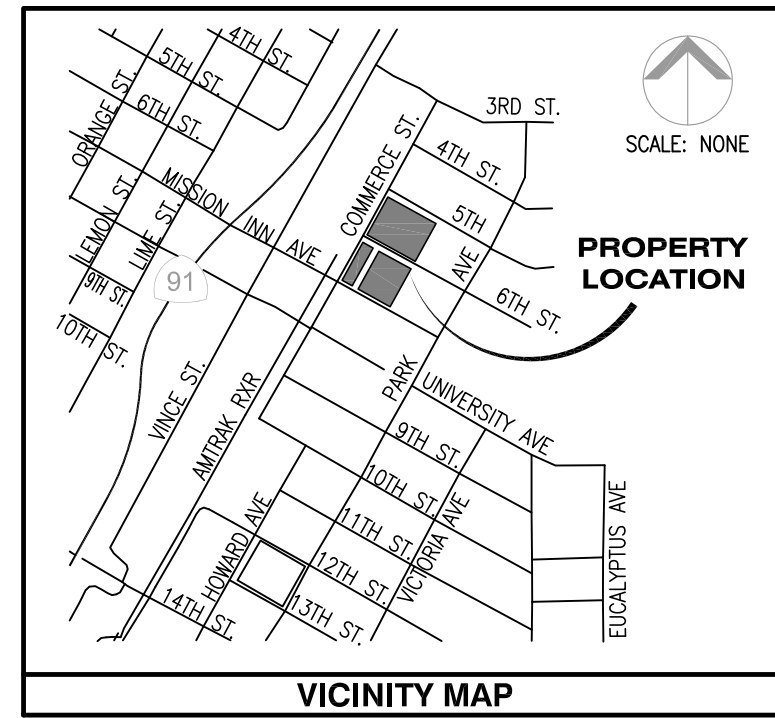 4TH ST.
5TH ST.
6TH ST.
ORANGE ST.
MISSION INN AVE
LEMON ST.
LIME ST.
9TH ST.
10TH ST.
91
VINCE ST.
AMTRAK RXR
COMMERCE ST.
3RD ST.
4TH ST.
5TH
6TH ST.
PARK AVE
UNIVERSITY AVE
9TH ST.
10TH ST.
11TH ST.
12TH ST.
13TH ST.
14TH ST.
HOWARD AVE
VICTORIA AVE
EUCALYPTUS AVE
SCALE: NONE
PROPERTY
LOCATION
VICINITY MAP